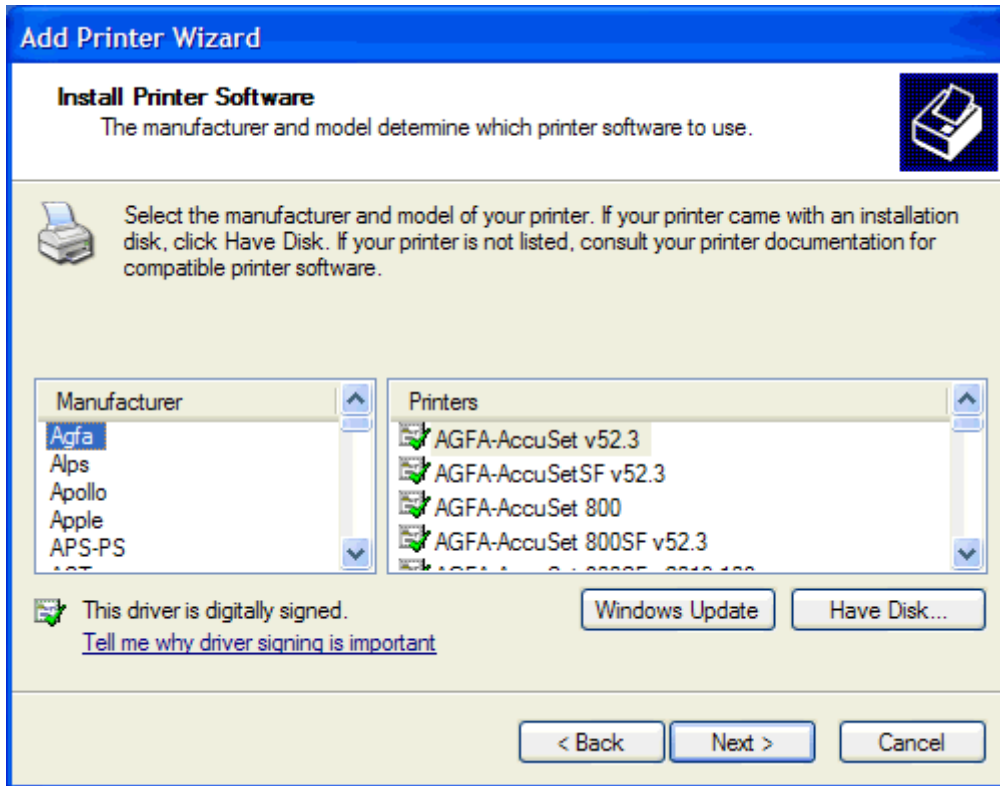 Add Printer Wizard
Install Printer Software
The manufacturer and model determine which printer software to use.
Select the manufacturer and model of your printer. If your printer came with an installation
disk, click Have Disk. If your printer is not listed, consult your printer documentation for
compatible printer software.
Manufacturer
Agfa
Alps
Apollo
Apple
APS-PS
Printers
AGFA-AccuSet v52.3
AGFA-AccuSetSF v52.3
AGFA-AccuSet 800
AGFA-AccuSet 800SF v52.3
This driver is digitally signed.
Tell me why driver signing is important
Windows Update
Have Disk...
< Back
Next >
Cancel